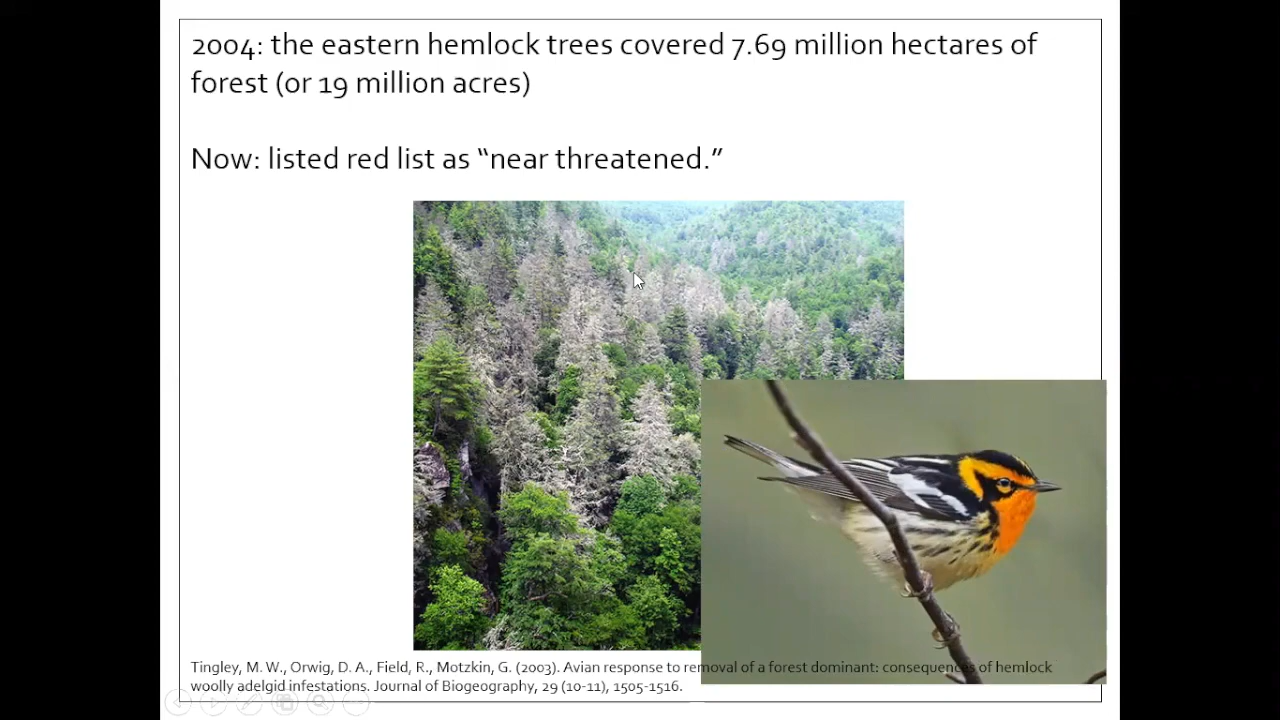 2004: the eastern hemlock trees covered 7.69 million hectares of
forest (or 19 million acres)
Now: listed red list as “near threatened.”
Tingley, M. W., Orwig, D. A., Field, R., Motzkin, G. (2003). Avian response to removal of a forest dominant: consequences of hemlock
woolly adelgid infestations. Journal of Biogeography, 29 (10-11), 1505-1516.